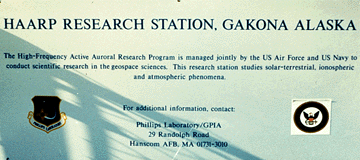 HAARP RESEARCH STATION, GAKONA ALASKA
The High-Frequency Active Auroral Research Program is managed jointly by the US Air Force and US Navy to
conduct scientific research in the geospace sciences. This research station studies solar-terrestrial, ionospheric
and atmospheric phenomena.
For additional information, contact:
Phillips Laboratory/GPIA
29 Randolph Road
Hanscom AFB, MA 01731-3010